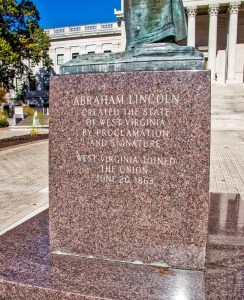 ABRAHAM LINCOLN
CREATED THE STATE
OF WEST VIRGINIA
BY PROCLAMATION
AND SIGNATURE
WEST VIRGINIA JOINED
THE UNION
JUNE 20, 1863